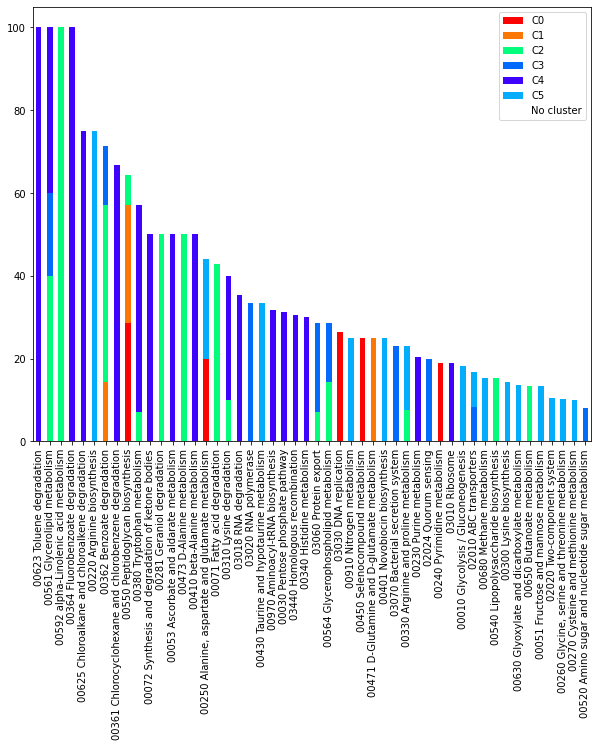 100
80
60
40
20
0
C0
C1
C2
C3
C4
C5
No cluster
00623 Toluene degradation
00561 Glycerolipid metabolism
00592 alpha-Linolenic acid metabolism
00364 Fluorobenzoate degradation
00625 Chloroalkane and chloroalkene degradation
00220 Arginine biosynthesis
00362 Benzoate degradation
00361 Chlorocyclohexane and chlorobenzene degradation
00550 Peptidoglycan biosynthesis
00380 Tryptophan metabolism
00072 Synthesis and degradation of ketone bodies
00281 Geraniol degradation
00053 Ascorbate and aldarate metabolism
00473 D-Alanine metabolism
00410 beta-Alanine metabolism
00250 Alanine, aspartate and glutamate metabolism
00071 Fatty acid degradation
00310 Lysine degradation
03018 RNA degradation
03020 RNA polymerase
00430 Taurine and hypotaurine metabolism
00970 Aminoacyl-tRNA biosynthesis
00030 Pentose phosphate pathway
03440 Homologous recombination
00340 Histidine metabolism
03060 Protein export
00564 Glycerophospholipid metabolism
03030 DNA replication
00910 Nitrogen metabolism
00450 Selenocompound metabolism
00471 D-Glutamine and D-glutamate metabolism
00401 Novobiocin biosynthesis
03070 Bacterial secretion system
00330 Arginine and proline metabolism
00230 Purine metabolism
02024 Quorum sensing
00240 Pyrimidine metabolism
03010 Ribosome
00010 Glycolysis / Gluconeogenesis
02010 ABC transporters
00680 Methane metabolism
00540 Lipopolysaccharide biosynthesis
00300 Lysine biosynthesis
00630 Glyoxylate and dicarboxylate metabolism
00650 Butanoate metabolism
00051 Fructose and mannose metabolism
02020 Two-component system
00260 Glycine, serine and threonine metabolism
00270 Cysteine and methionine metabolism
00520 Amino sugar and nucleotide sugar metabolism